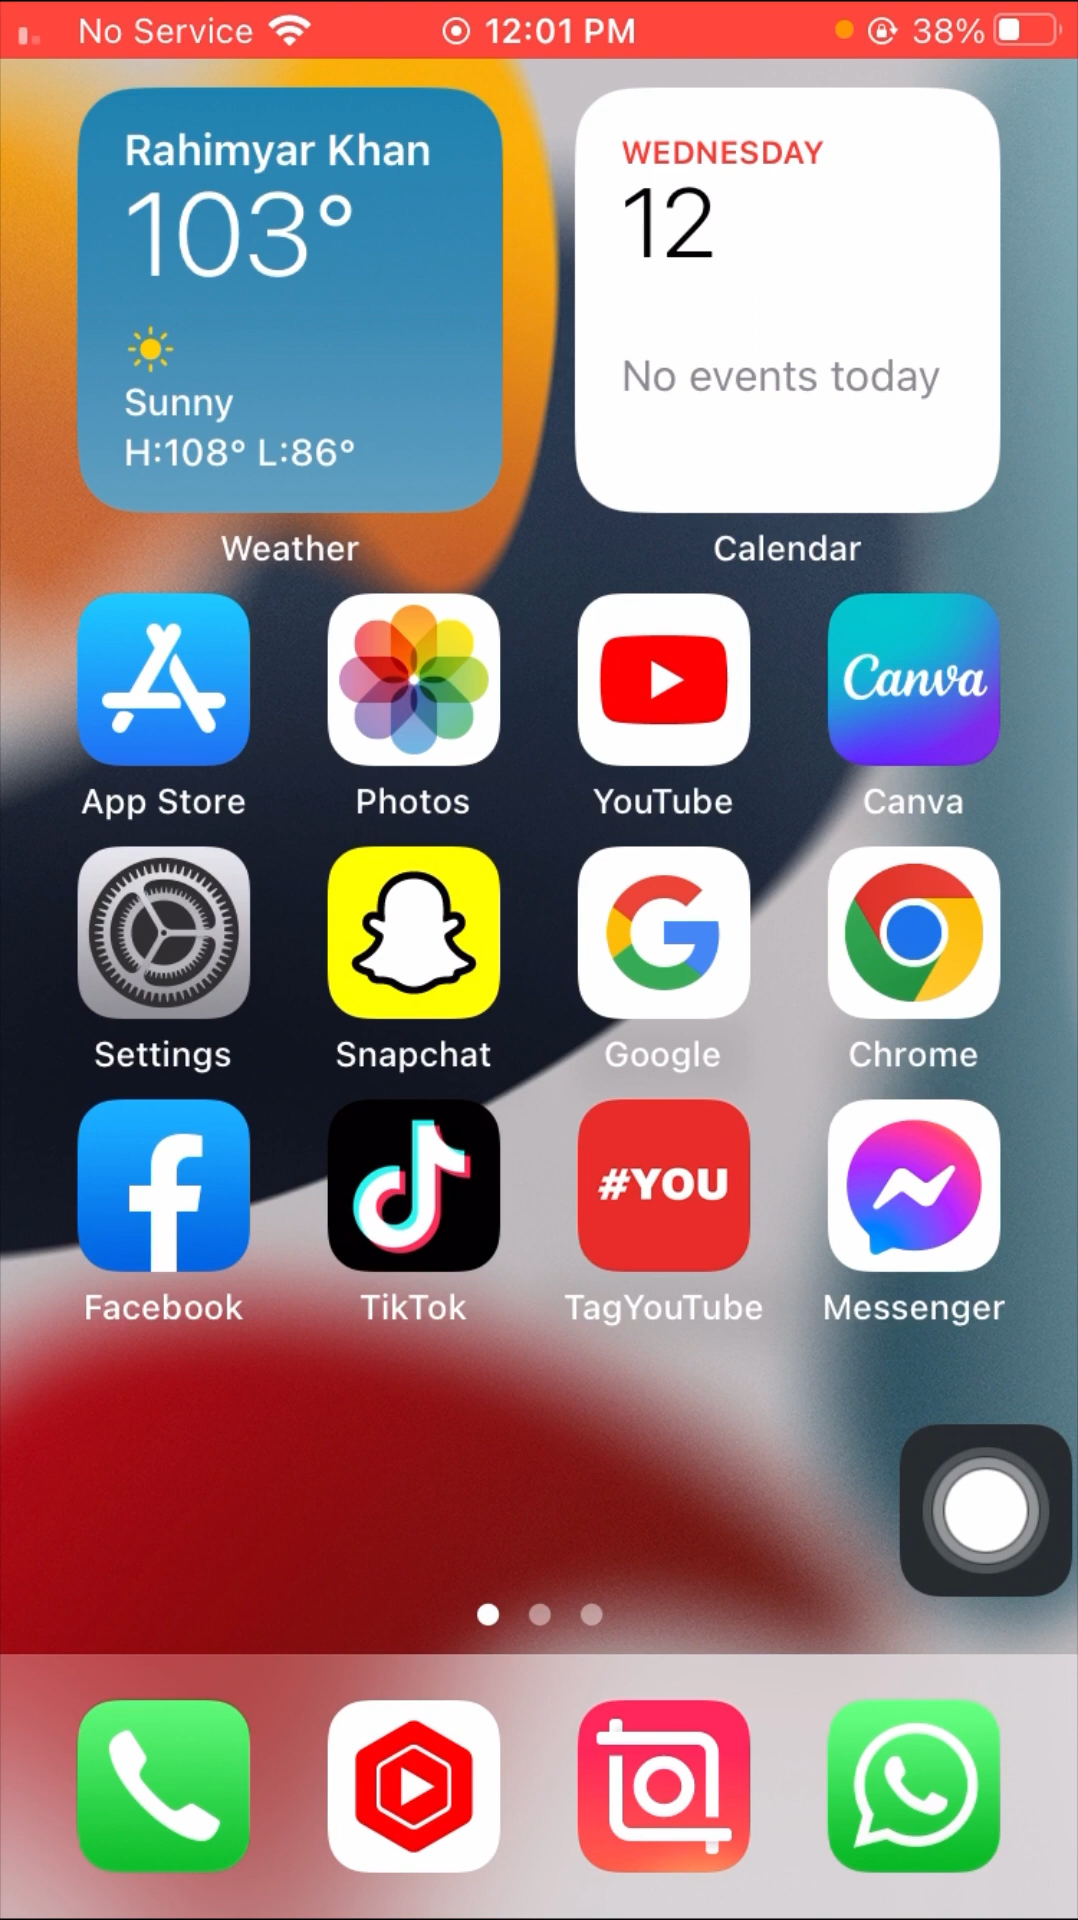 No Service 12:01 PM 38%
Rahimyar Khan
103°
Sunny
H:108° L:86°
Weather
WEDNESDAY
12
No events today
Calendar
Canva
App Store Photos YouTube Canva
Settings Snapchat Google Chrome
#YOU
Facebook TikTok TagYouTube Messenger